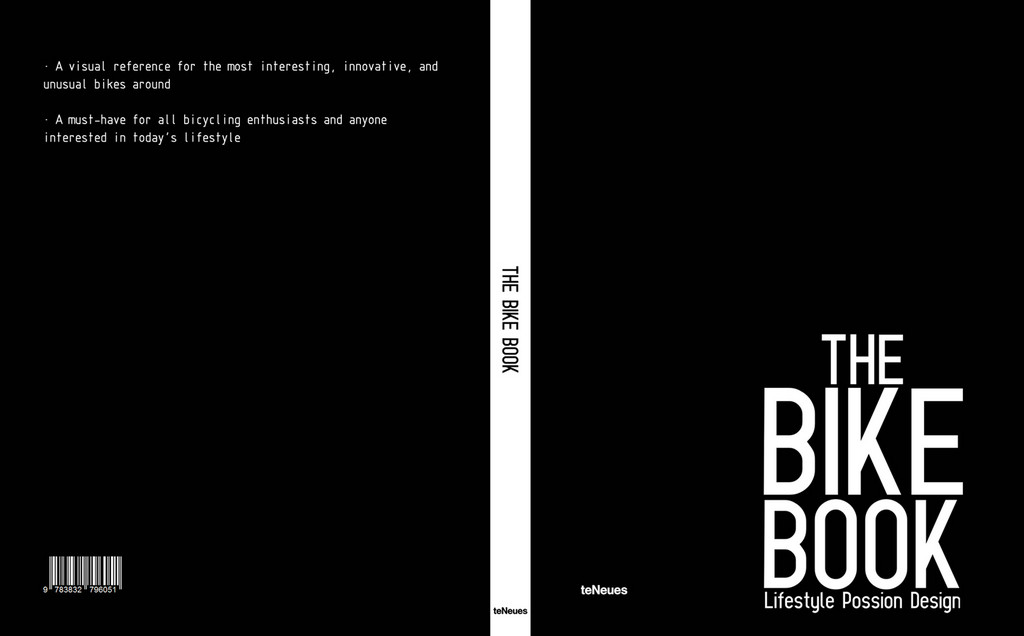 · A visual reference for the most interesting, innovative, and
unusual bikes around
· A must-have for all bicycling enthusiasts and anyone
interested in today's lifestyle
9 783832 796051
THE BIKE BOOK
teNeues
teNeues
THE
BIKE
BOOK
Lifestyle Possion Design